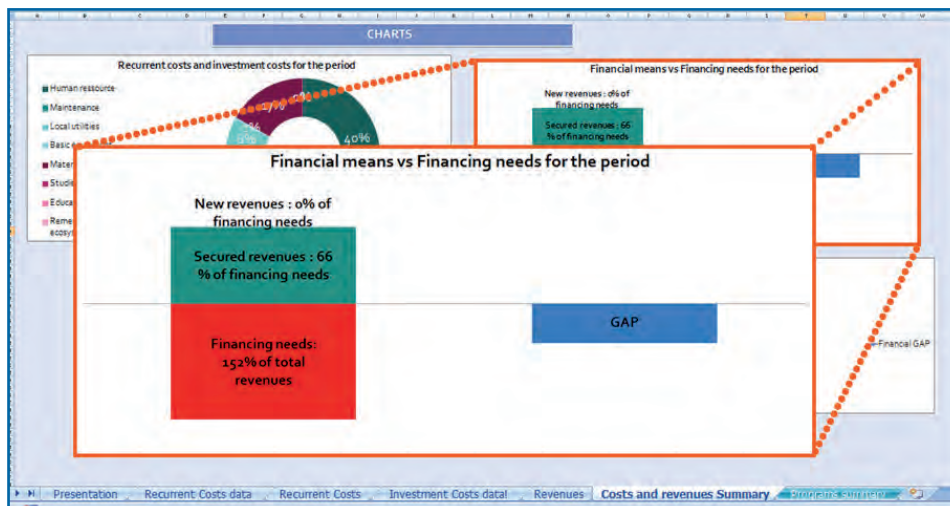 A B C D E F G H I J K L M N O P Q R S T U V W
CHARTS
Recurrent costs and investment costs for the period
Human ressource
Maintenance
Local utilities
17%
40%
Financial means vs Financing needs for the period
New revenues : 0% of
financing needs
Secured revenues : 66
% of financing needs
Financial means vs Financing needs for the period
New revenues : 0% of
financing needs
Secured revenues : 66
% of financing needs
Financing needs:
152% of total
revenues
GAP
Financial GAP
Presentation Recurrent Costs data Recurrent Costs Investment Costs data! Revenues Costs and revenues Summary Programs summary